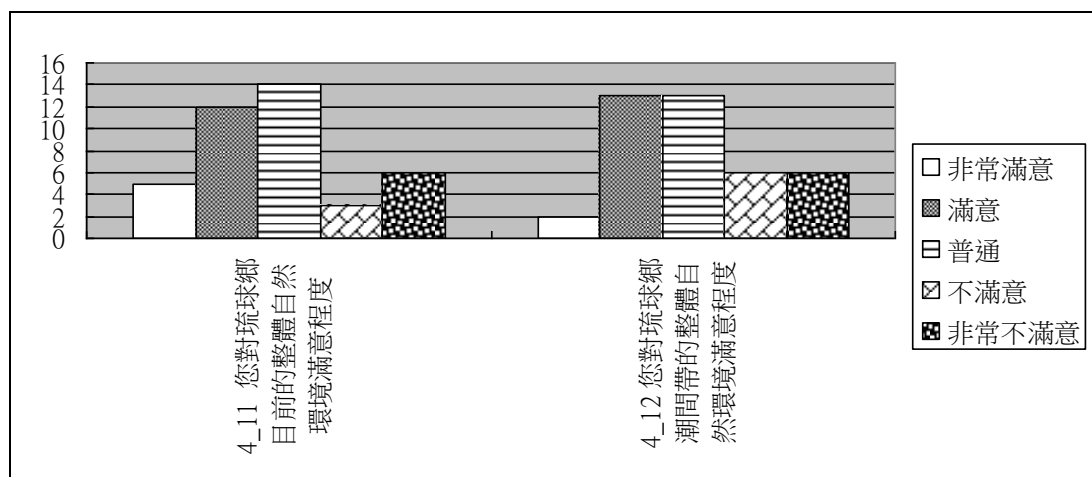 16
14
12
10
8
6
4
2
0
4_11 您對琉球鄉
目前的整體自然
環境滿意程度
4_12 您對琉球鄉
潮間帶的整體自
然環境滿意程度
非常滿意
滿意
普通
不滿意
非常不滿意